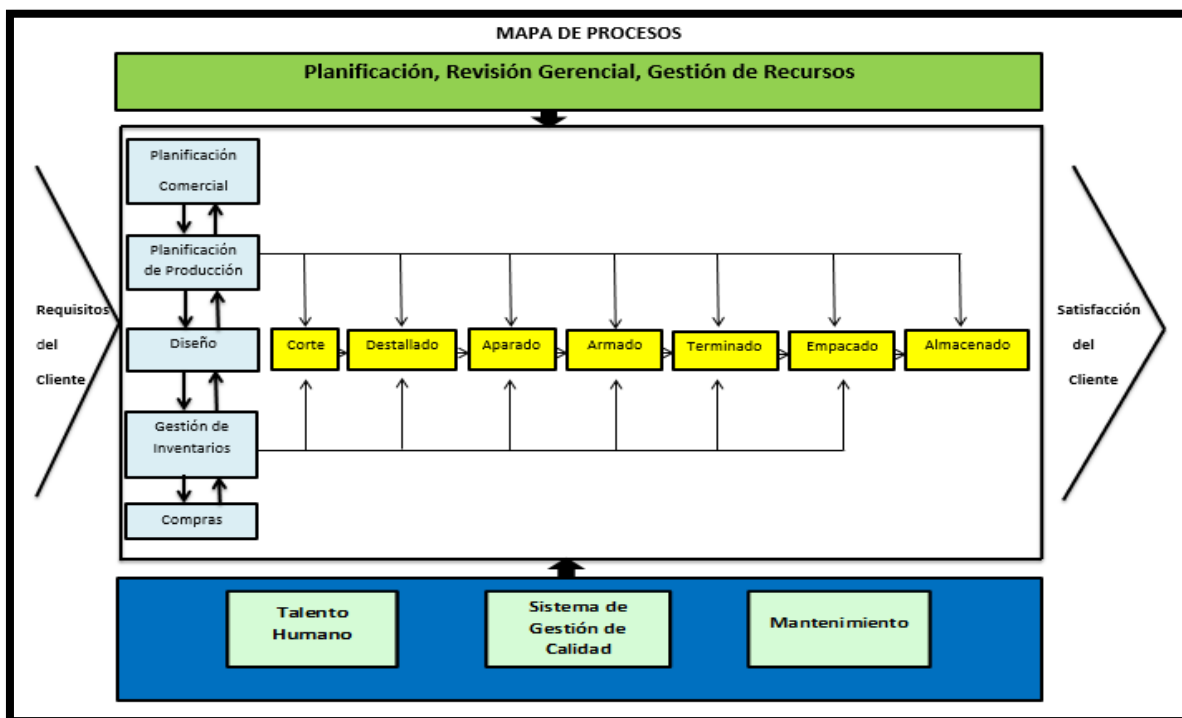 MAPA DE PROCESOS
Planificación, Revisión Gerencial, Gestión de Recursos
Planificación
Comercial
Planificación
de Producción
Requisitos
del
Cliente
Diseño
Corte
Destallado
Aparado
Armado
Terminado
Empacado
Almacenado
Satisfacción
del
Cliente
Gestión de
Inventarios
Compras
Talento
Humano
Sistema de
Gestión de
Calidad
Mantenimiento